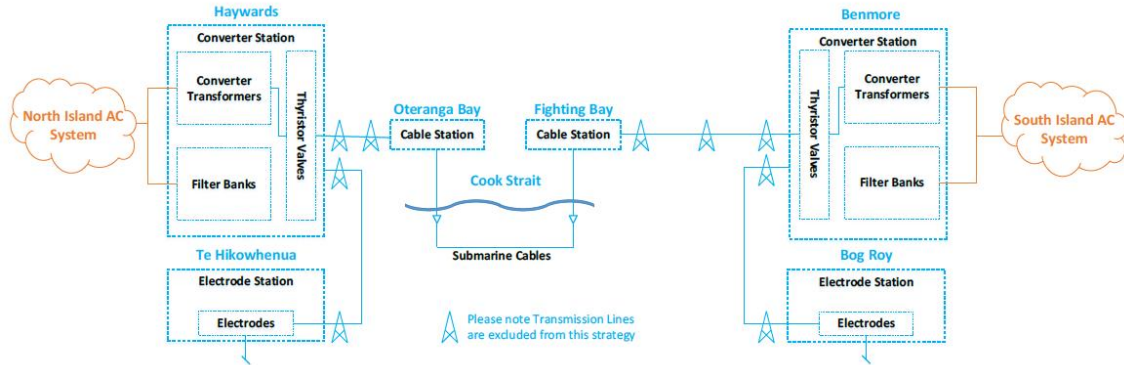 Haywards
Converter Station
Converter
Transformers
Thyristor Valves
Filter Banks
North Island AC
System
Te Hikowhenua
Electrode Station
Electrodes
Oteranga Bay
Cable Station
Fighting Bay
Cable Station
Cook Strait
Submarine Cables
Please note Transmission Lines
are excluded from this strategy
Benmore
Converter Station
Thyristor Valves
Converter
Transformers
Filter Banks
South Island AC
System
Bog Roy
Electrode Station
Electrodes